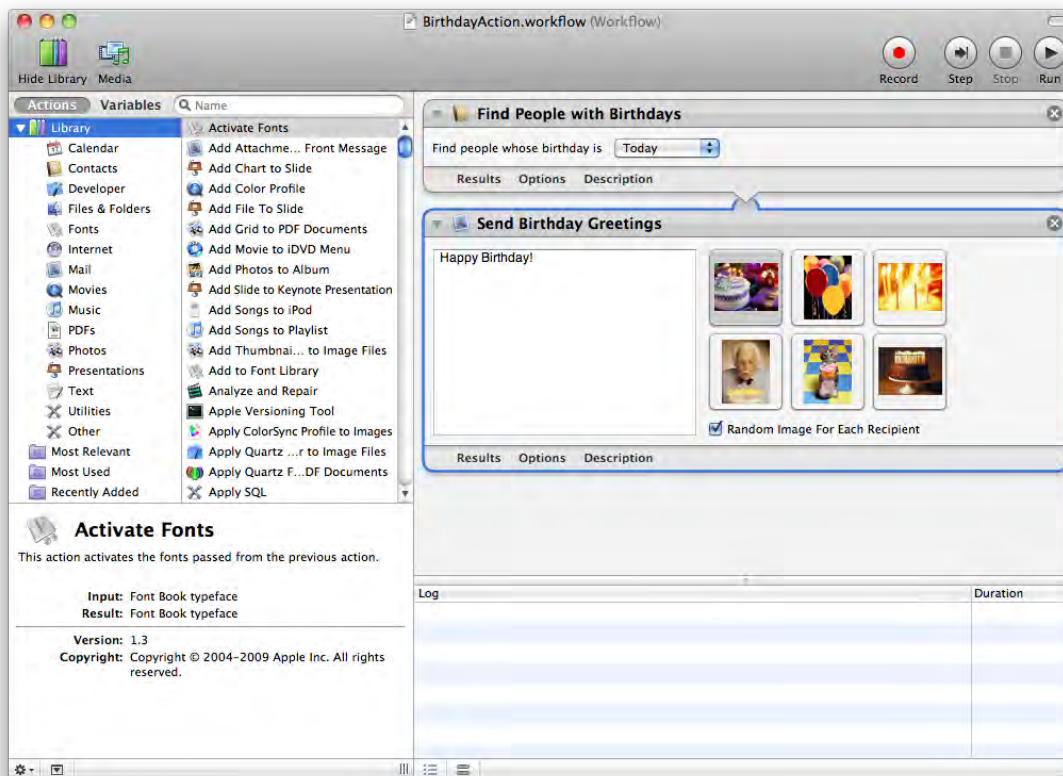 BirthdayAction.workflow (Workflow)
Hide Library Media Record Step Stop Run
Actions Variables Name
Library
Calendar
Contacts
Developer
Files & Folders
Fonts
Internet
Mail
Movies
Music
PDFs
Photos
Presentations
Text
Utilities
Other
Most Relevant
Most Used
Recently Added
Activate Fonts
Add Attachme... Front Message
Add Chart to Slide
Add Color Profile
Add File To Slide
Add Grid to PDF Documents
Add Movie to iDVD Menu
Add Photos to Album
Add Slide to Keynote Presentation
Add Songs to iPod
Add Songs to Playlist
Add Thumbnai... to Image Files
Add to Font Library
Analyze and Repair
Apple Versioning Tool
Apply ColorSync Profile to Images
Apply Quartz ...r to Image Files
Apply Quartz F...DF Documents
Apply SQL
Activate Fonts
This action activates the fonts passed from the previous action.
Input: Font Book typeface
Result: Font Book typeface
Version: 1.3
Copyright: Copyright © 2004–2009 Apple Inc. All rights
reserved.
Find People with Birthdays
Find people whose birthday is Today
Results Options Description
Send Birthday Greetings
Happy Birthday!
Random Image For Each Recipient
Results Options Description
Log Duration